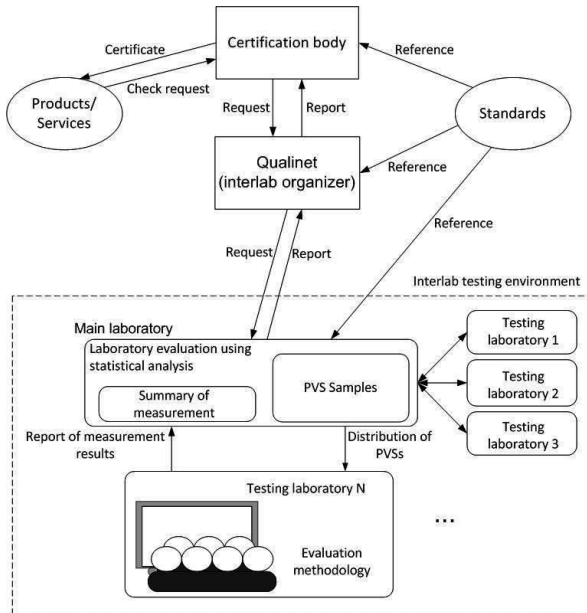 Certification body
Certificate
Check request
Reference
Products/
Services
Standards
Request
Report
Qualinet
(interlab organizer)
Reference
Reference
Request
Report
Interlab testing environment
Main laboratory
Laboratory evaluation using
statistical analysis
Summary of
measurement
PVS Samples
Testing
laboratory 1
Testing
laboratory 2
Testing
laboratory 3
Report of measurement
results
Distribution of
PVSs
Testing laboratory N
Evaluation
methodology
...